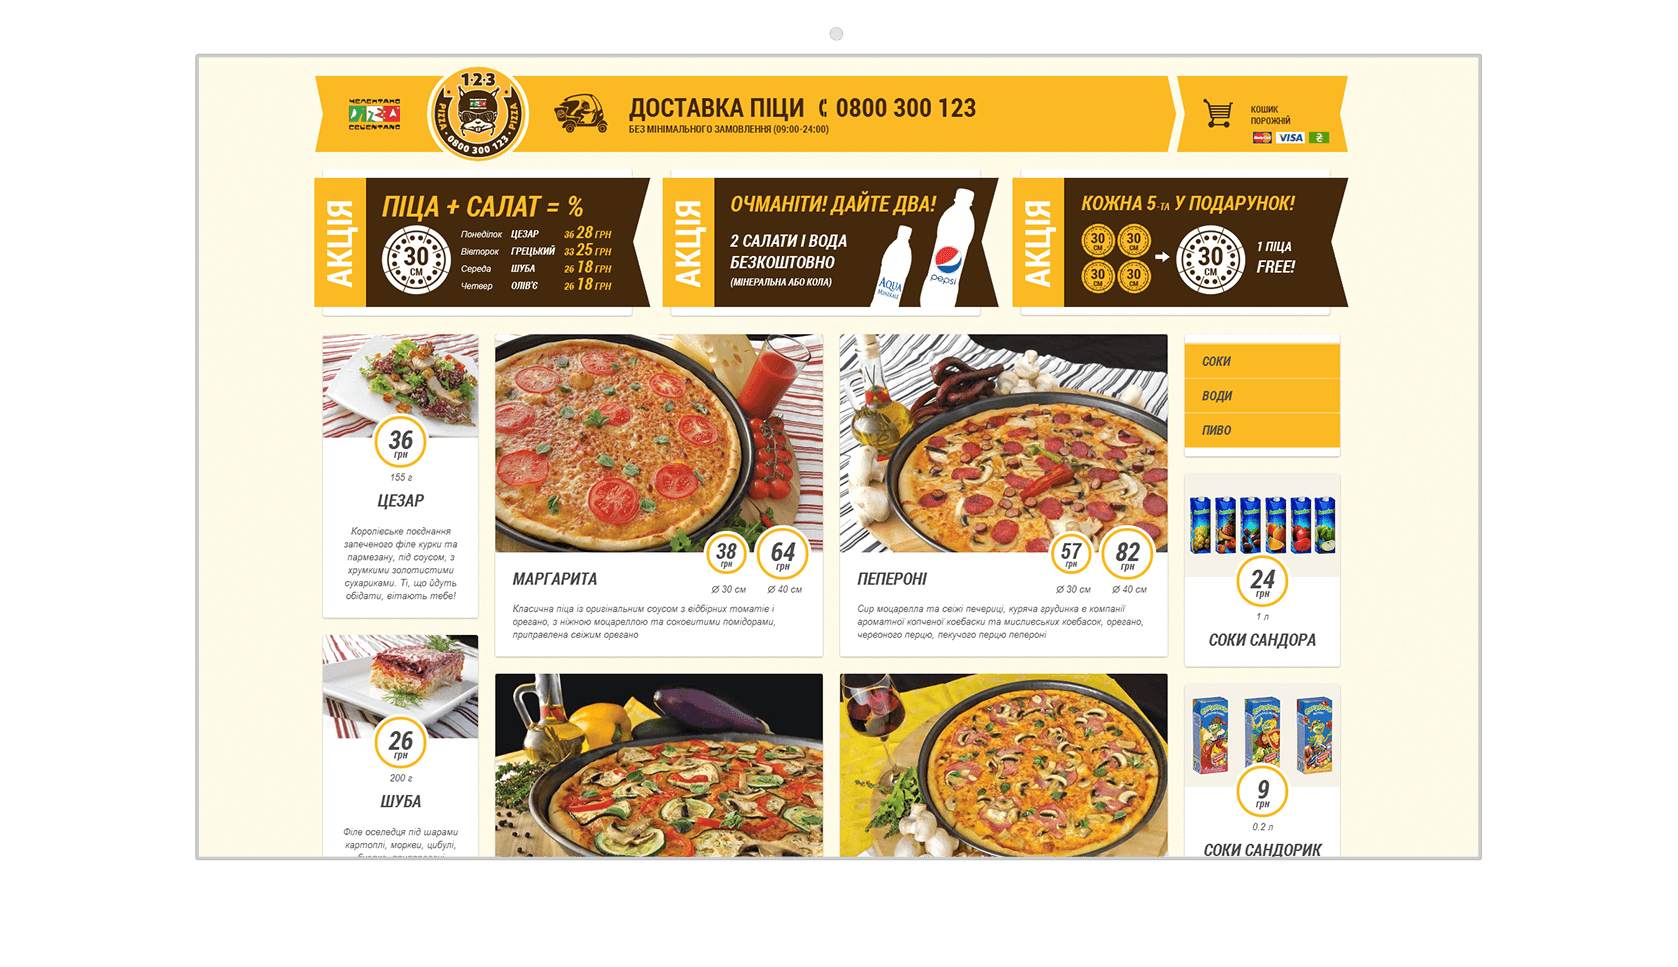 ЧЕЛЕНТАНО
CELENTANO
1·2·3
PIZZA · 0800 300 123 · PIZZA
ДОСТАВКА ПІЦИ 0800 300 123
БЕЗ МІНІМАЛЬНОГО ЗАМОВЛЕННЯ (09:00-24:00)
КОШИК
ПОРОЖНІЙ
MasterCard VISA
АКЦІЯ
ПІЦА + САЛАТ = %
30
СМ
Понеділок ЦЕЗАР 36 28 ГРН
Вівторок ГРЕЦЬКИЙ 33 25 ГРН
Середа ШУБА 26 18 ГРН
Четвер ОЛІВ'Є 26 18 ГРН
АКЦІЯ
ОЧМАНІТИ! ДАЙТЕ ДВА!
2 САЛАТИ І ВОДА
БЕЗКОШТОВНО
(МІНЕРАЛЬНА АБО КОЛА)
AQUA
MINERALE
pepsi
АКЦІЯ
КОЖНА 5-ТА У ПОДАРУНОК!
30 СМ
30 СМ
30 СМ
30 СМ
30
СМ
1 ПІЦА
FREE!
36
грн
155 г
ЦЕЗАР
Королівське поєднання
запеченого філе курки та
пармезану, під соусом, з
хрумкими золотистими
сухариками. Ті, що йдуть
обідати, вітають тебе!
26
грн
200 г
ШУБА
Філе оселедця під шарами
картоплі, моркви, цибулі,
38
грн
64
грн
МАРГАРИТА
Ø 30 см Ø 40 см
Класична піца із оригінальним соусом з відбірних томатів і
орегано, з ніжною моцареллою та соковитими помідорами,
приправлена свіжим орегано
57
грн
82
грн
ПЕПЕРОНІ
Ø 30 см Ø 40 см
Сир моцарелла та свіжі печериці, куряча грудинка в компанії
ароматної копченої ковбаски та мисливських ковбасок, орегано,
червоного перцю, пекучого перцю пепероні
СОКИ
ВОДИ
ПИВО
24
грн
1 л
СОКИ САНДОРА
9
грн
0.2 л
СОКИ САНДОРИК